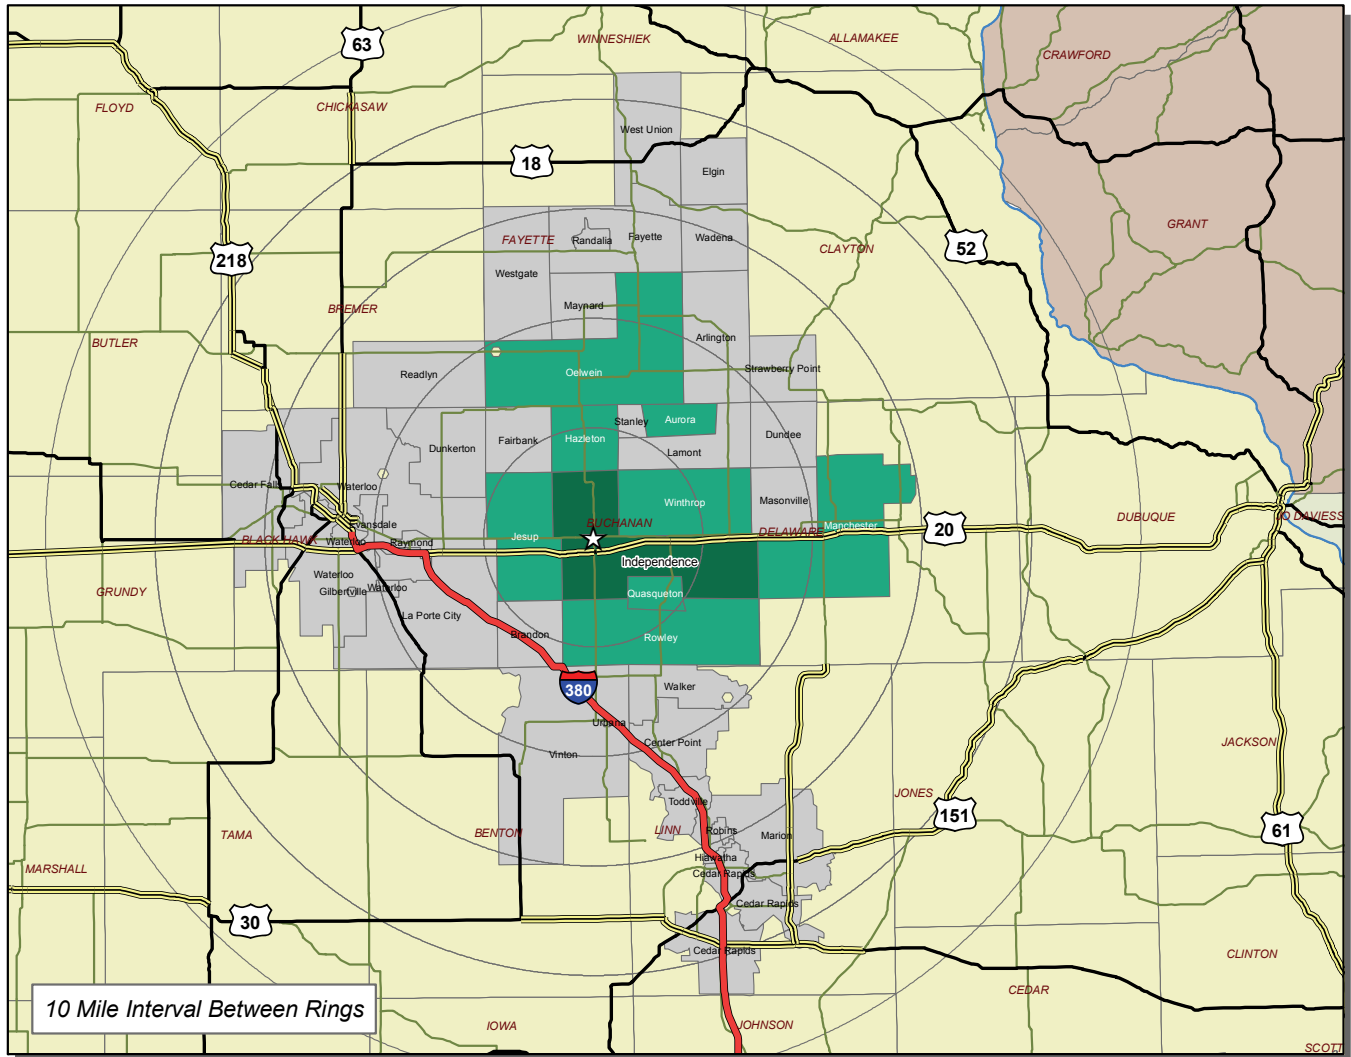 WINNESHIEK
ALLAMAKEE
63
CRAWFORD
FLOYD
CHICKASAW
West Union
18
Elgin
GRANT
FAYETTE
Randalia
Fayette
Wadena
CLAYTON
52
218
Westgate
BREMER
Maynard
BUTLER
Arlington
Readlyn
Oelwein
Strawberry Point
Stanley
Aurora
Fairbank
Hazleton
Dundee
Dunkerton
Lamont
Cedar Falls
Waterloo
Winthrop
Masonville
Evansdale
BUCHANAN
DELAWARE
Manchester
20
DUBUQUE
JO DAVIESS
BLACK HAWK
Waterloo
Raymond
Jesup
Independence
Waterloo
GRUNDY
Gilbertville
Waterloo
Quasqueton
La Porte City
Brandon
Rowley
380
Walker
Urbana
Center Point
JACKSON
Vinton
JONES
Toddville
151
61
TAMA
BENTON
LINN
Robins
Marion
Hiawatha
MARSHALL
Cedar Rapids
Cedar Rapids
30
Cedar Rapids
CLINTON
CEDAR
10 Mile Interval Between Rings
IOWA
JOHNSON
SCOTT